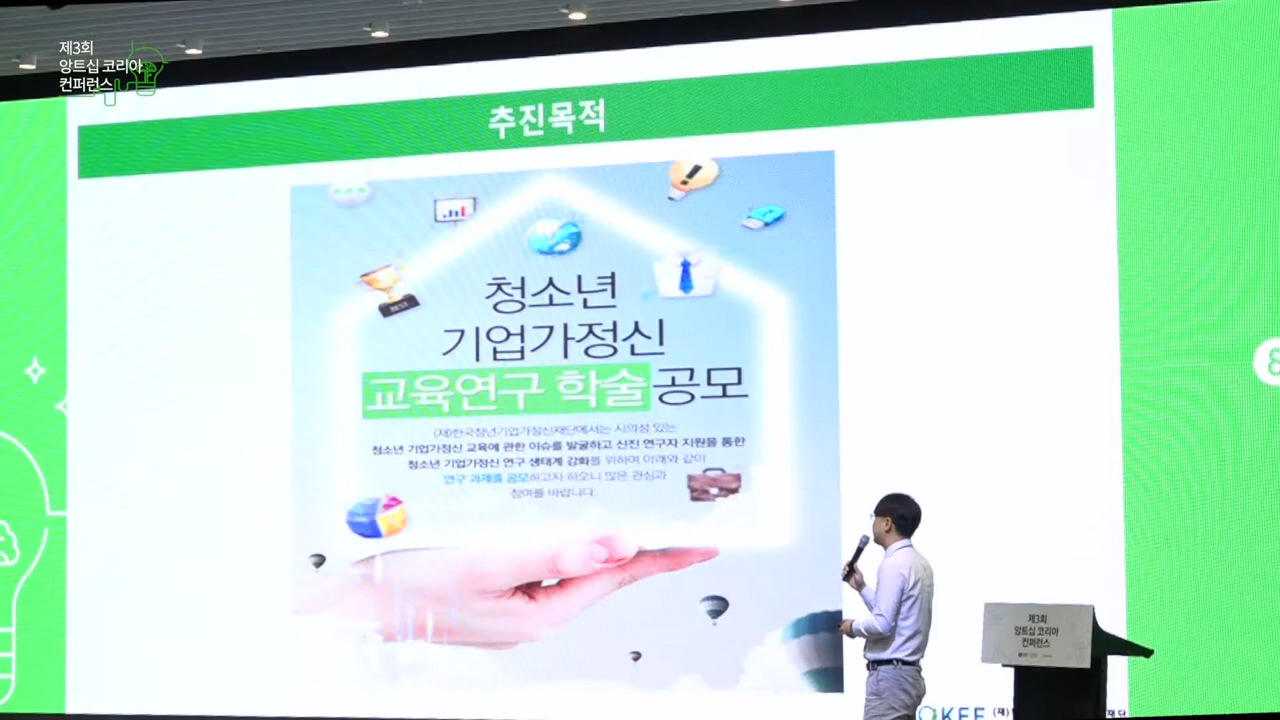 제3회
앙트십 코리아
컨퍼런스
추진목적
청소년
기업가정신
교육연구 학술공모
(재)한국청년기업가정신재단에서는 시의성 있는
청소년 기업가정신 교육에 관한 이슈를 발굴하고 신진 연구자 지원을 통한
청소년 기업가정신 연구 생태계 강화를 위하여 아래와 같이
연구 과제를 공모하고자 하오니 많은 관심과
참여를 바랍니다.
제3회
앙트십 코리아
컨퍼런스
KEF (재)
재단